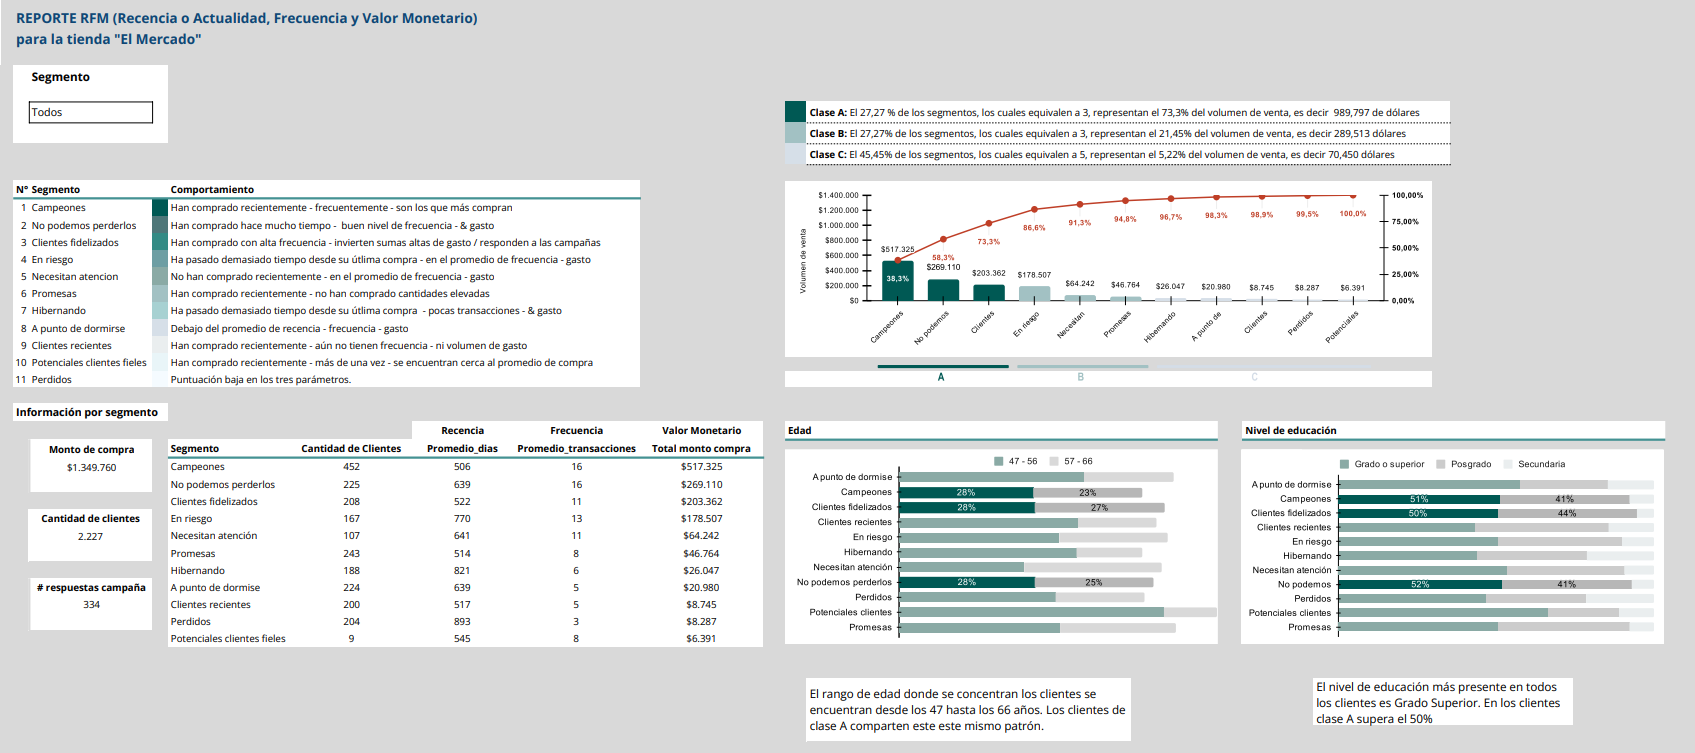 REPORTE RFM (Recencia o Actualidad, Frecuencia y Valor Monetario)
para la tienda "El Mercado"
Segmento
Todos
Clase A: El 27,27 % de los segmentos, los cuales equivalen a 3, representan el 73,3% del volumen de venta, es decir 989,797 de dólares
Clase B: El 27,27% de los segmentos, los cuales equivalen a 3, representan el 21,45% del volumen de venta, es decir 289,513 dólares
Clase C: El 45,45% de los segmentos, los cuales equivalen a 5, representan el 5,22% del volumen de venta, es decir 70,450 dólares
N° Segmento Comportamiento
1 Campeones Han comprado recientemente - frecuentemente - son los que más compran
2 No podemos perderlos Han comprado hace mucho tiempo - buen nivel de frecuencia - & gasto
3 Clientes fidelizados Han comprado con alta frecuencia - invierten sumas altas de gasto / responden a las campañas
4 En riesgo Ha pasado demasiado tiempo desde su útlima compra - en el promedio de frecuencia - gasto
5 Necesitan atencion No han comprado recientemente - en el promedio de frecuencia - gasto
6 Promesas Han comprado recientemente - no han comprado cantidades elevadas
7 Hibernando Ha pasado demasiado tiempo desde su útlima compra - pocas transacciones - & gasto
8 A punto de dormirse Debajo del promedio de recencia - frecuencia - gasto
9 Clientes recientes Han comprado recientemente - aún no tienen frecuencia - ni volumen de gasto
10 Potenciales clientes fieles Han comprado recientemente - más de una vez - se encuentran cerca al promedio de compra
11 Perdidos Puntuación baja en los tres parámetros.
Volumen de venta
$1.400.000
$1.200.000
$1.000.000
$800.000
$600.000
$400.000
$200.000
$0
100,00%
75,00%
50,00%
25,00%
0,00%
38,3% 58,3% 73,3% 86,6% 91,3% 94,8% 96,7% 98,3% 98,9% 99,5% 100,0%
$517.325 $269.110 $203.362 $178.507 $64.242 $46.764 $26.047 $20.980 $8.745 $8.287 $6.391
Campeones No podemos Clientes En riesgo Necesitan Promesas Hibernando A punto de Clientes Perdidos Potenciales
A B C
Información por segmento
Monto de compra
$1.349.760
Cantidad de clientes
2.227
# respuestas campaña
334
Recencia Frecuencia Valor Monetario
Segmento Cantidad de Clientes Promedio_dias Promedio_transacciones Total monto compra
Campeones 452 506 16 $517.325
No podemos perderlos 225 639 16 $269.110
Clientes fidelizados 208 522 11 $203.362
En riesgo 167 770 13 $178.507
Necesitan atención 107 641 11 $64.242
Promesas 243 514 8 $46.764
Hibernando 188 821 6 $26.047
A punto de dormise 224 639 5 $20.980
Clientes recientes 200 517 5 $8.745
Perdidos 204 893 3 $8.287
Potenciales clientes fieles 9 545 8 $6.391
Edad
47 - 56 57 - 66
A punto de dormise
Campeones 28% 23%
Clientes fidelizados 28% 27%
Clientes recientes
En riesgo
Hibernando
Necesitan atención
No podemos perderlos 28% 25%
Perdidos
Potenciales clientes
Promesas
Nivel de educación
Grado o superior Posgrado Secundaria
A punto de dormise
Campeones 51% 41%
Clientes fidelizados 50% 44%
Clientes recientes
En riesgo
Hibernando
Necesitan atención
No podemos 52% 41%
Perdidos
Potenciales clientes
Promesas
El rango de edad donde se concentran los clientes se
encuentran desde los 47 hasta los 66 años. Los clientes de
clase A comparten este este mismo patrón.
El nivel de educación más presente en todos
los clientes es Grado Superior. En los clientes
clase A supera el 50%